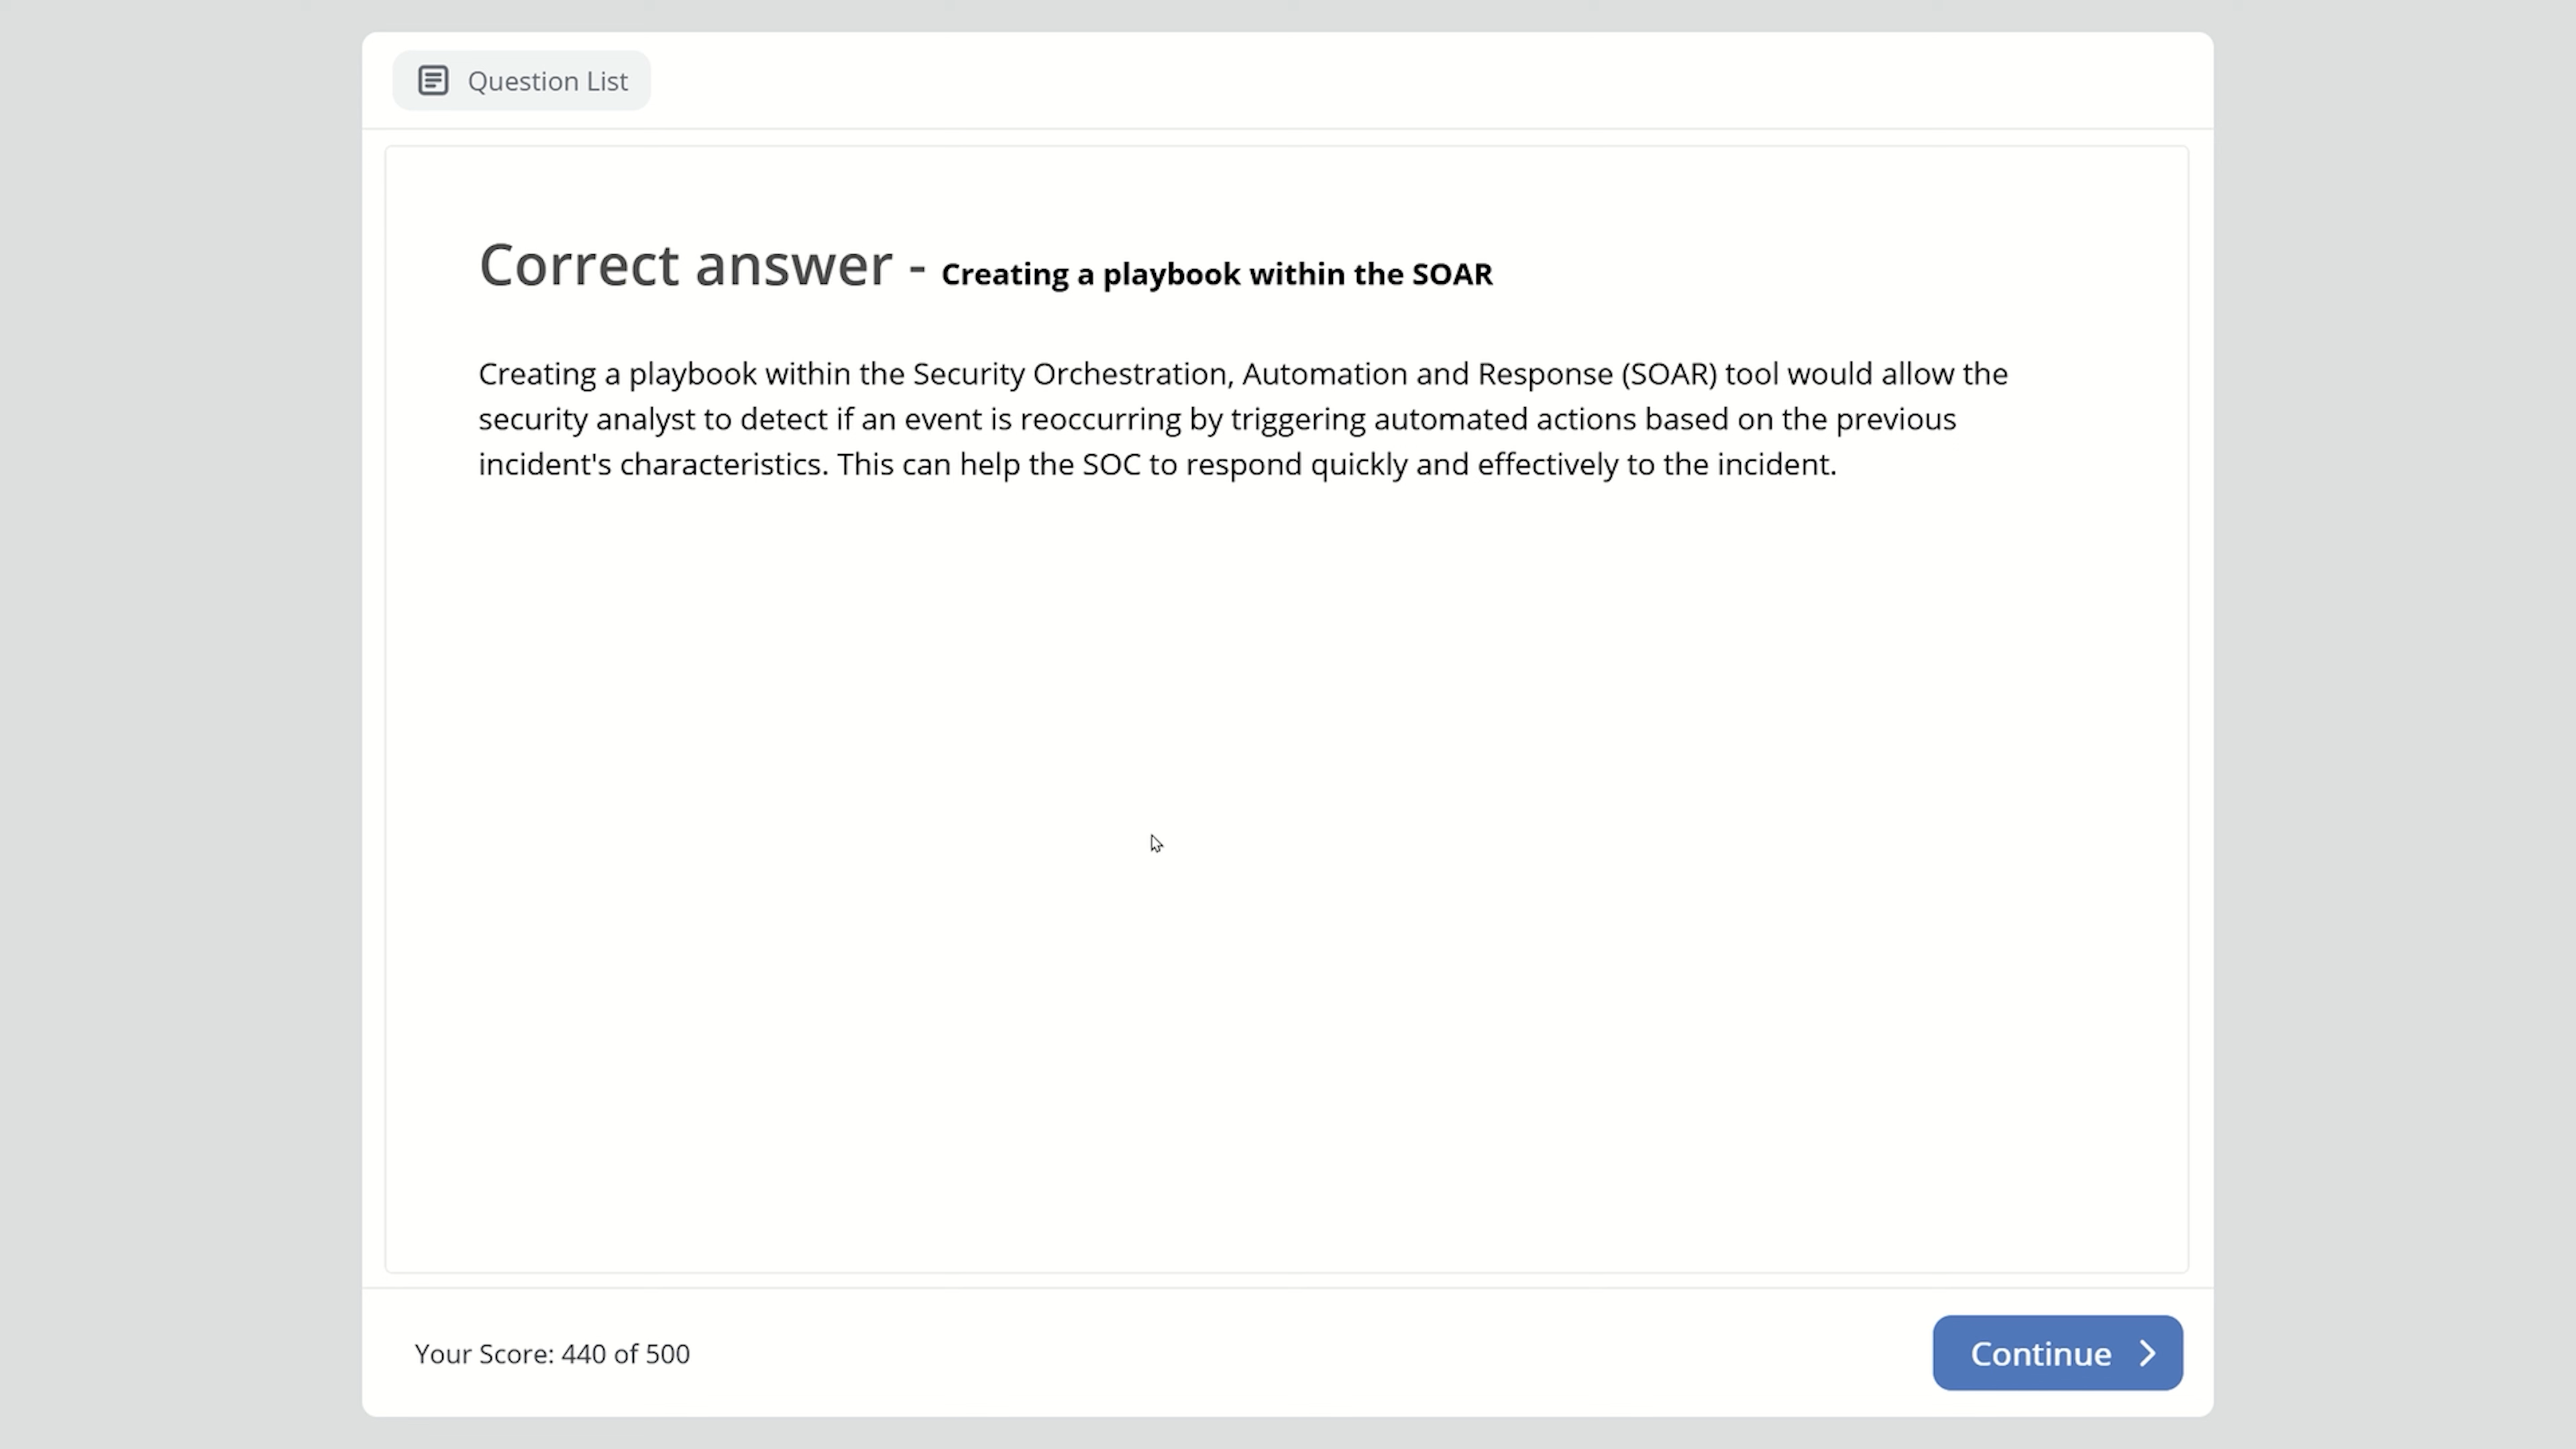 Question List
Correct answer - Creating a playbook within the SOAR
Creating a playbook within the Security Orchestration, Automation and Response (SOAR) tool would allow the
security analyst to detect if an event is reoccurring by triggering automated actions based on the previous
incident's characteristics. This can help the SOC to respond quickly and effectively to the incident.
Your Score: 440 of 500
Continue